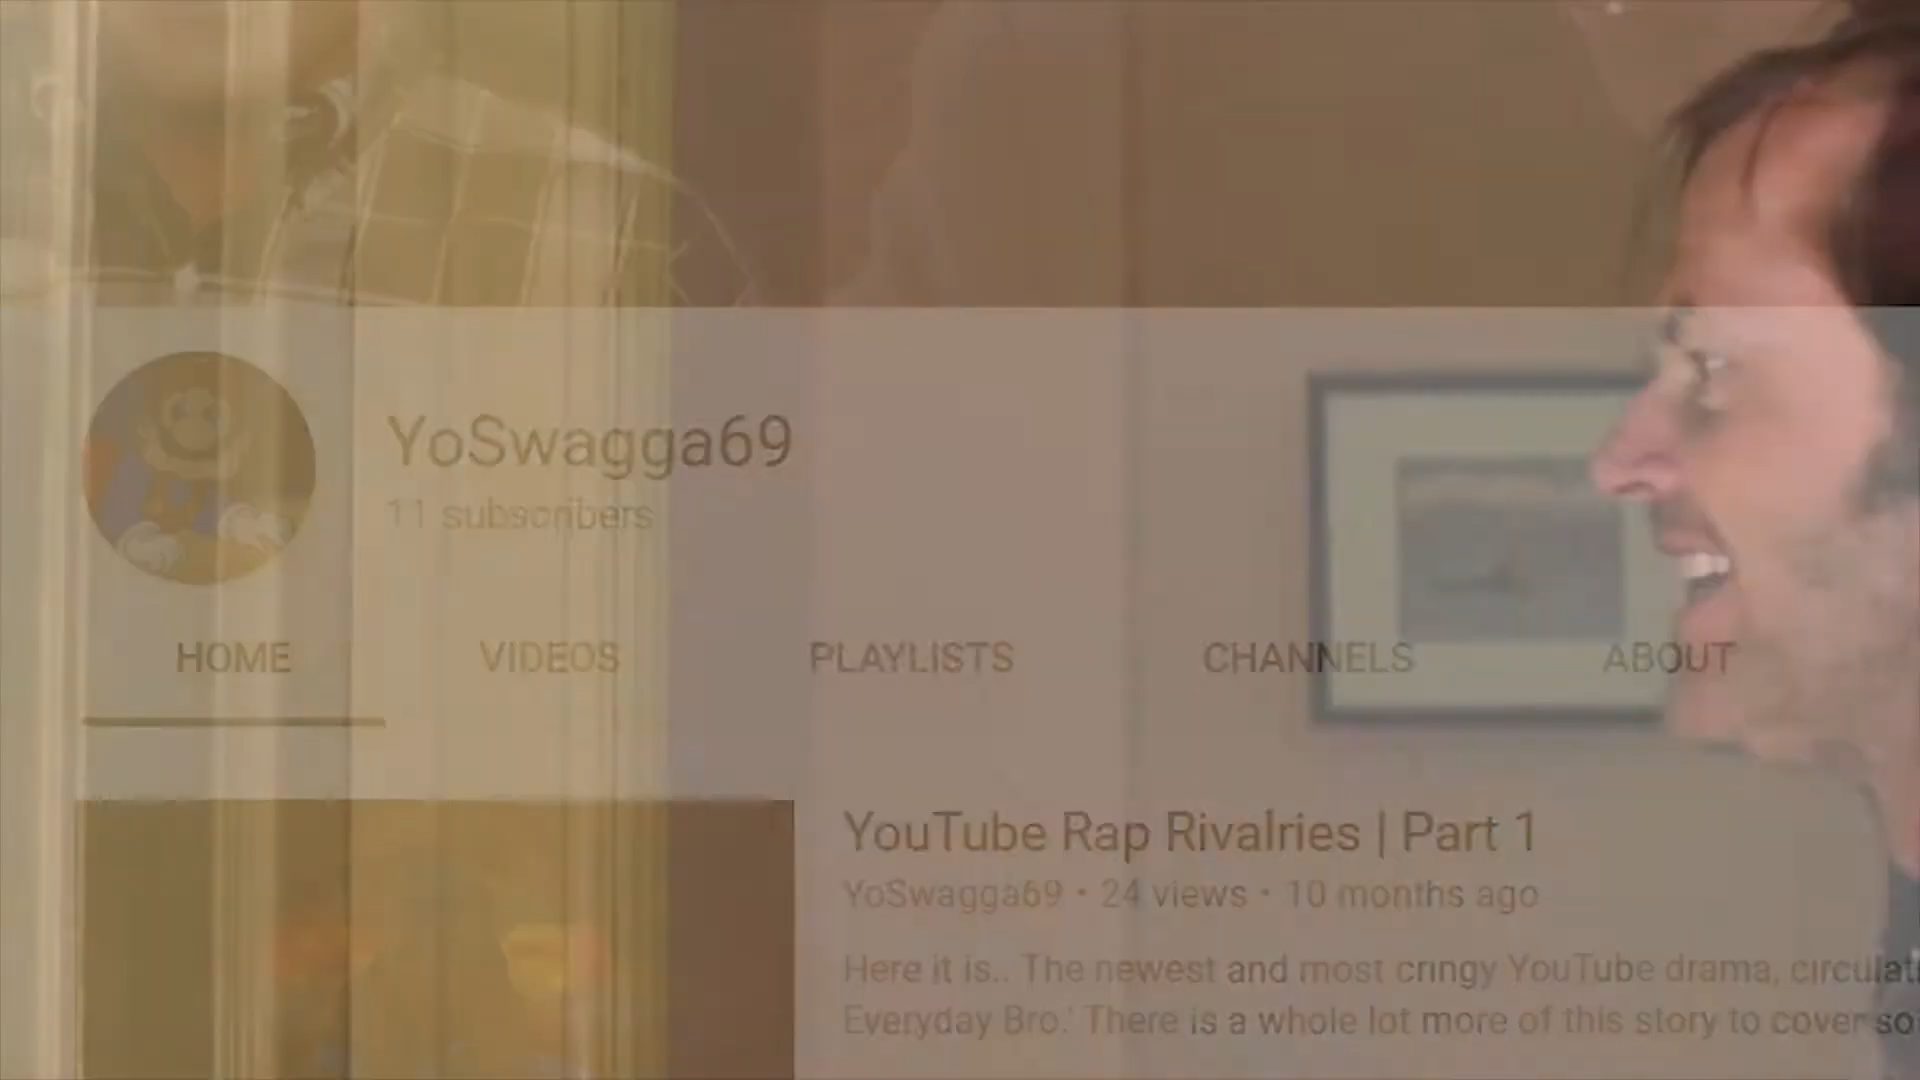 YoSwagga69
11 subscribers
HOME VIDEOS PLAYLISTS CHANNELS ABOUT
YouTube Rap Rivalries | Part 1
YoSwagga69 • 24 views • 10 months ago
Here it is.. The newest and most cringy YouTube drama,
Everyday Bro.' There is a whole lot more of this story to cover so